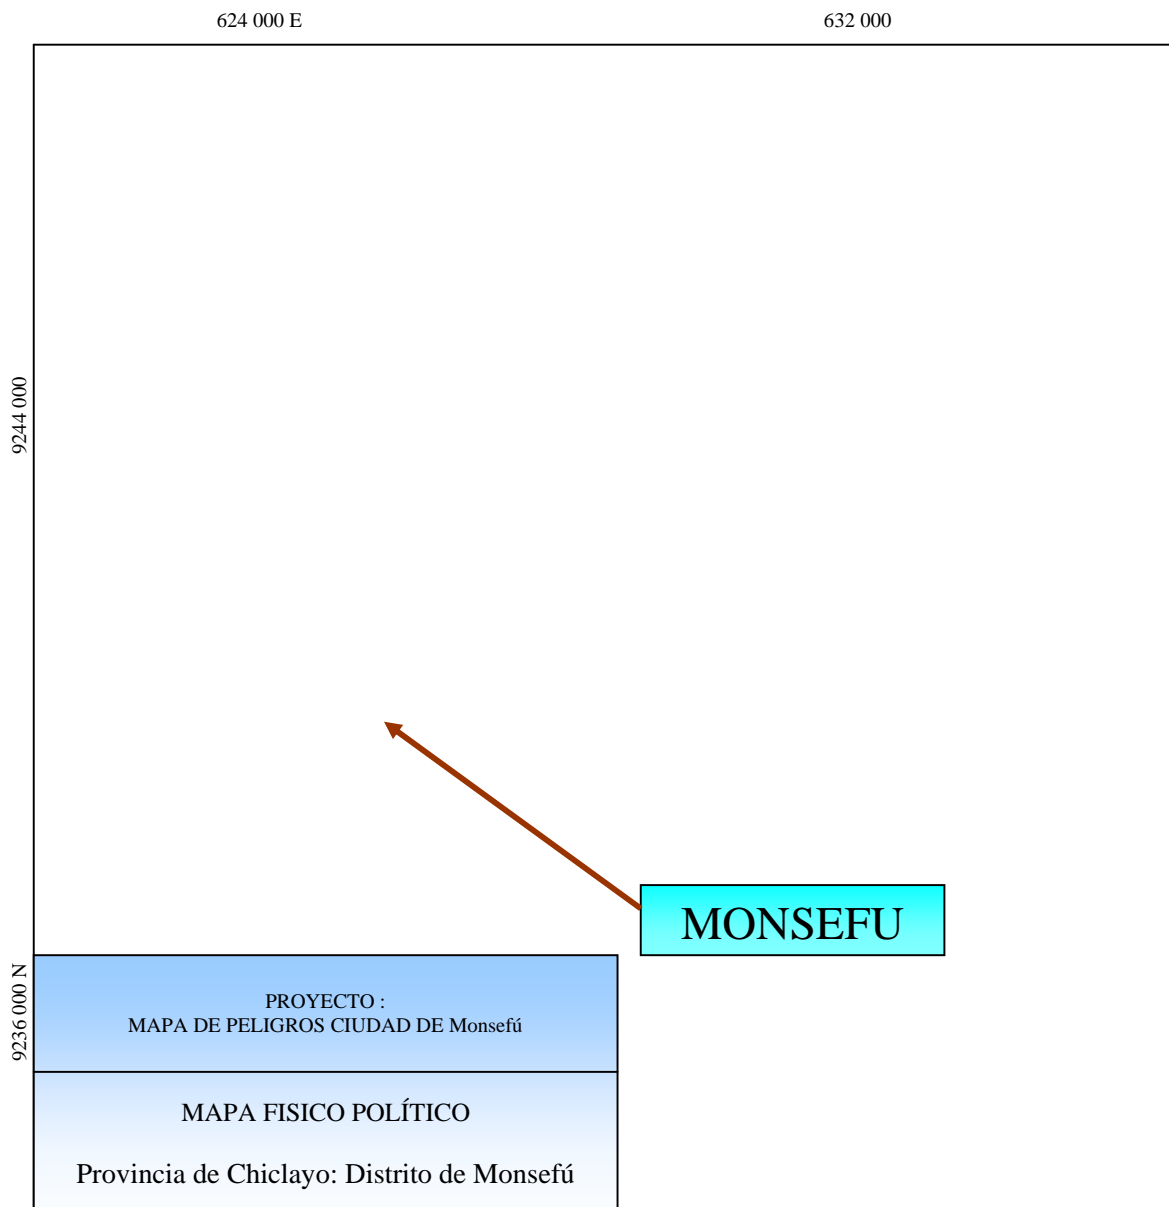 624 000 E
632 000
9244 000
MONSEFU
9236 000 N
PROYECTO :
MAPA DE PELIGROS CIUDAD DE Monsefú
MAPA FISICO POLÍTICO
Provincia de Chiclayo: Distrito de Monsefú